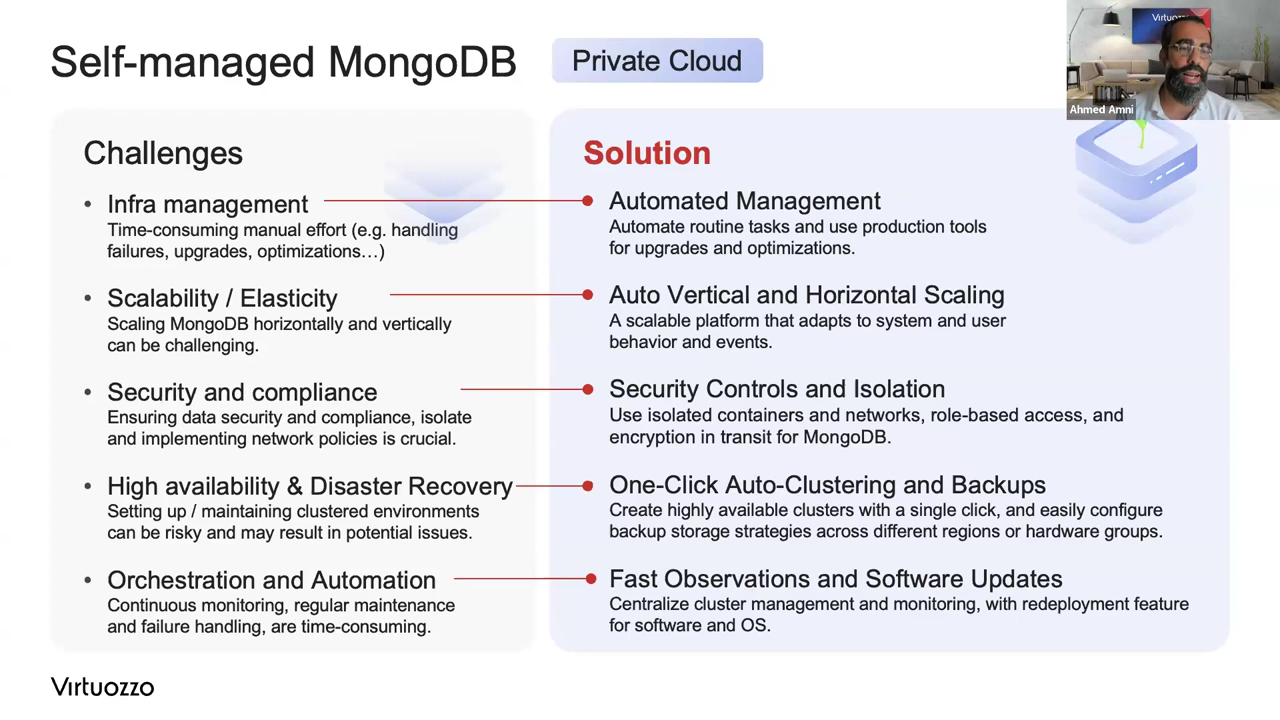 Self-managed MongoDB
Private Cloud
Virtuozzo
Ahmed Amni
Challenges
• Infra management
Time-consuming manual effort (e.g. handling
failures, upgrades, optimizations…)
• Scalability / Elasticity
Scaling MongoDB horizontally and vertically
can be challenging.
• Security and compliance
Ensuring data security and compliance, isolate
and implementing network policies is crucial.
• High availability & Disaster Recovery
Setting up / maintaining clustered environments
can be risky and may result in potential issues.
• Orchestration and Automation
Continuous monitoring, regular maintenance
and failure handling, are time-consuming.
Solution
Automated Management
Automate routine tasks and use production tools
for upgrades and optimizations.
Auto Vertical and Horizontal Scaling
A scalable platform that adapts to system and user
behavior and events.
Security Controls and Isolation
Use isolated containers and networks, role-based access, and
encryption in transit for MongoDB.
One-Click Auto-Clustering and Backups
Create highly available clusters with a single click, and easily configure
backup storage strategies across different regions or hardware groups.
Fast Observations and Software Updates
Centralize cluster management and monitoring, with redeployment feature
for software and OS.
Virtuozzo